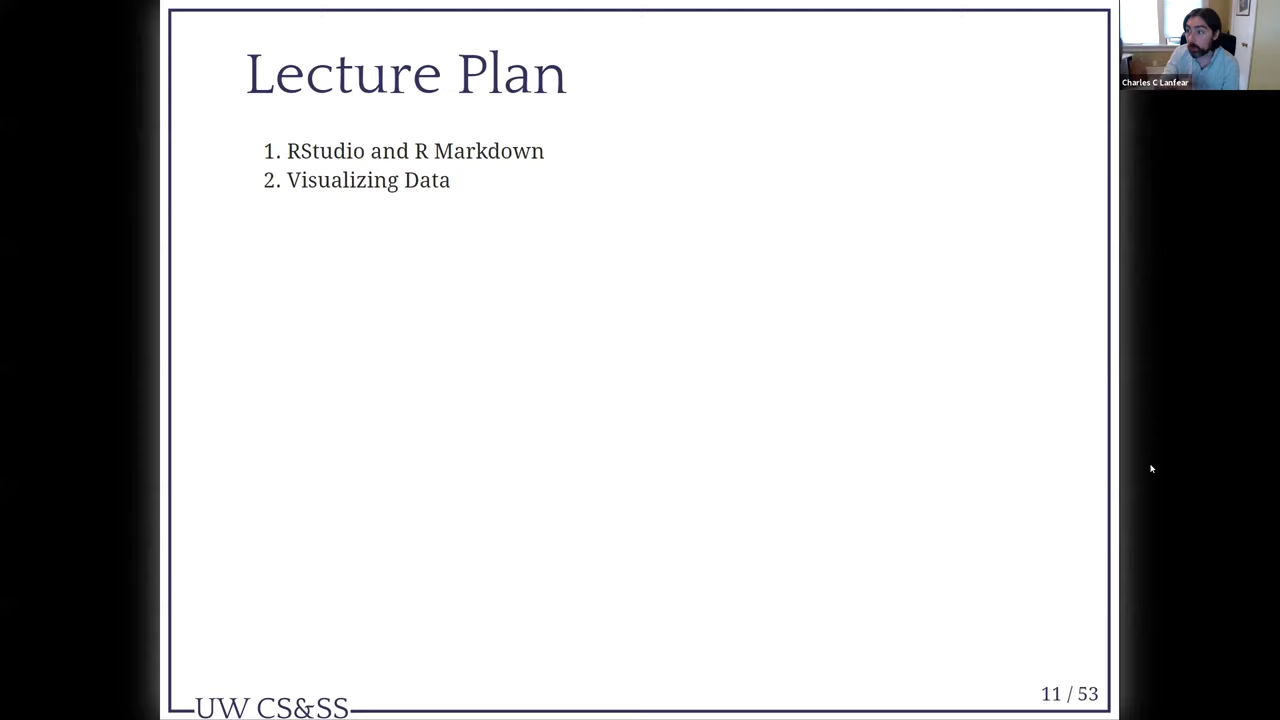 Lecture Plan
1. RStudio and R Markdown
2. Visualizing Data
Charles C Lanfear
UW CS&SS
11 / 53